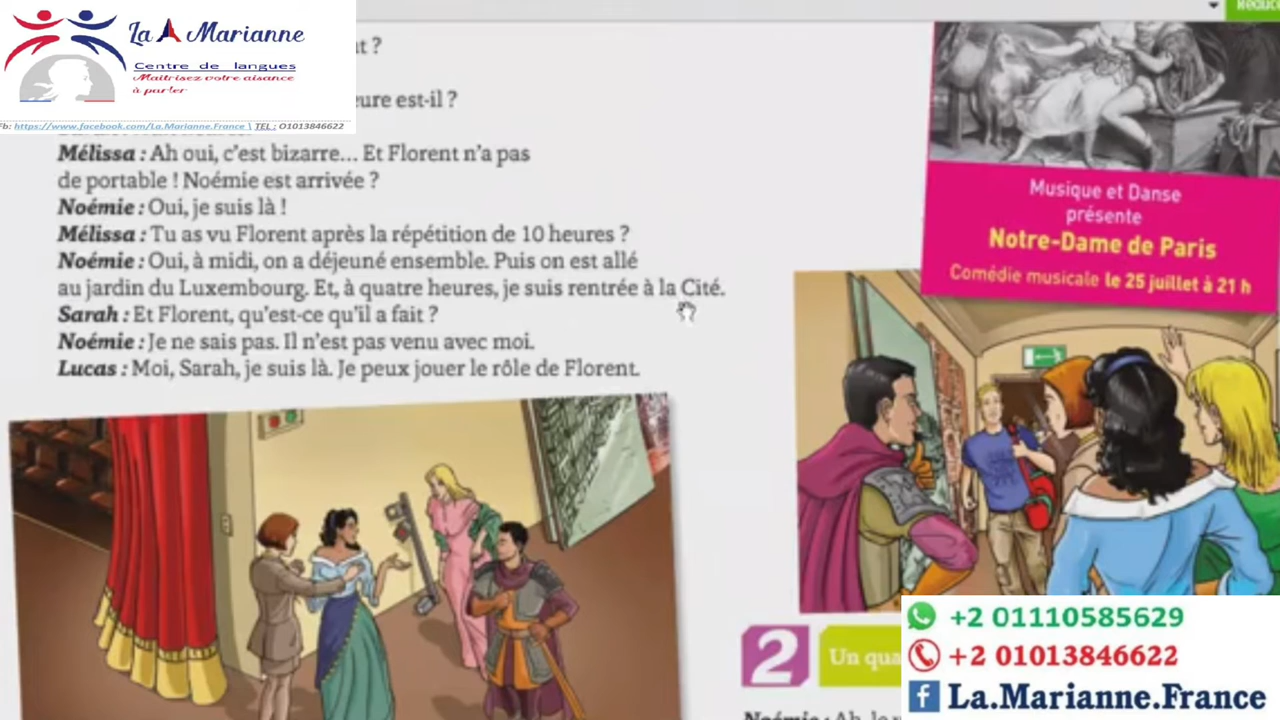 La Marianne
Centre de langues
Maîtrisez votre aisance
à parler
Fb: https://www.facebook.com/La.Marianne.France \ TEL : 01013846622
t ?
eure est-il ?
Mélissa : Ah oui, c'est bizarre... Et Florent n'a pas
de portable ! Noémie est arrivée ?
Noémie : Oui, je suis là !
Mélissa : Tu as vu Florent après la répétition de 10 heures ?
Noémie : Oui, à midi, on a déjeuné ensemble. Puis on est allé
au jardin du Luxembourg. Et, à quatre heures, je suis rentrée à la Cité.
Sarah : Et Florent, qu'est-ce qu'il a fait ?
Noémie : Je ne sais pas. Il n'est pas venu avec moi.
Lucas : Moi, Sarah, je suis là. Je peux jouer le rôle de Florent.
Musique et Danse
présente
Notre-Dame de Paris
Comédie musicale le 25 juillet à 21 h
2
Un qua
Noémie : Ah
+2 01110585629
+2 01013846622
La.Marianne.France